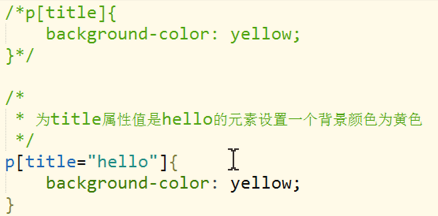 /*p[title]{
background-color: yellow;
}*/
/*
* 为title属性值是hello的元素设置一个背景颜色为黄色
*/
p[title="hello"]{
background-color: yellow;
}